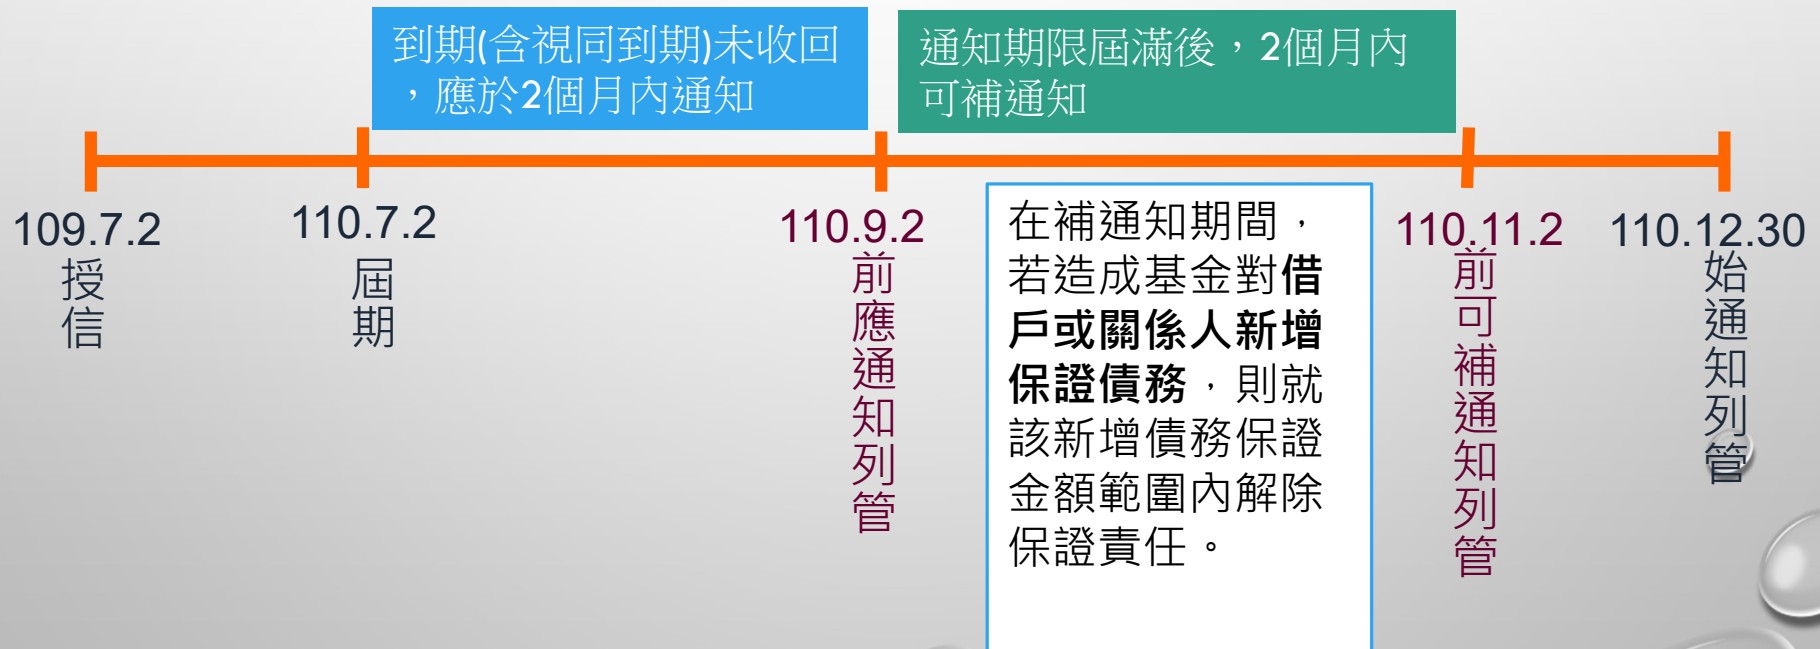 到期(含視同到期)未收回
，應於2個月內通知
通知期限屆滿後，2個月內
可補通知
109.7.2
授信
110.7.2
屆期
110.9.2
前應通知列管
在補通知期間，
若造成基金對借
戶或關係人新增
保證債務，則就
該新增債務保證
金額範圍內解除
保證責任。
110.11.2
前可補通知列管
110.12.30
始通知列管